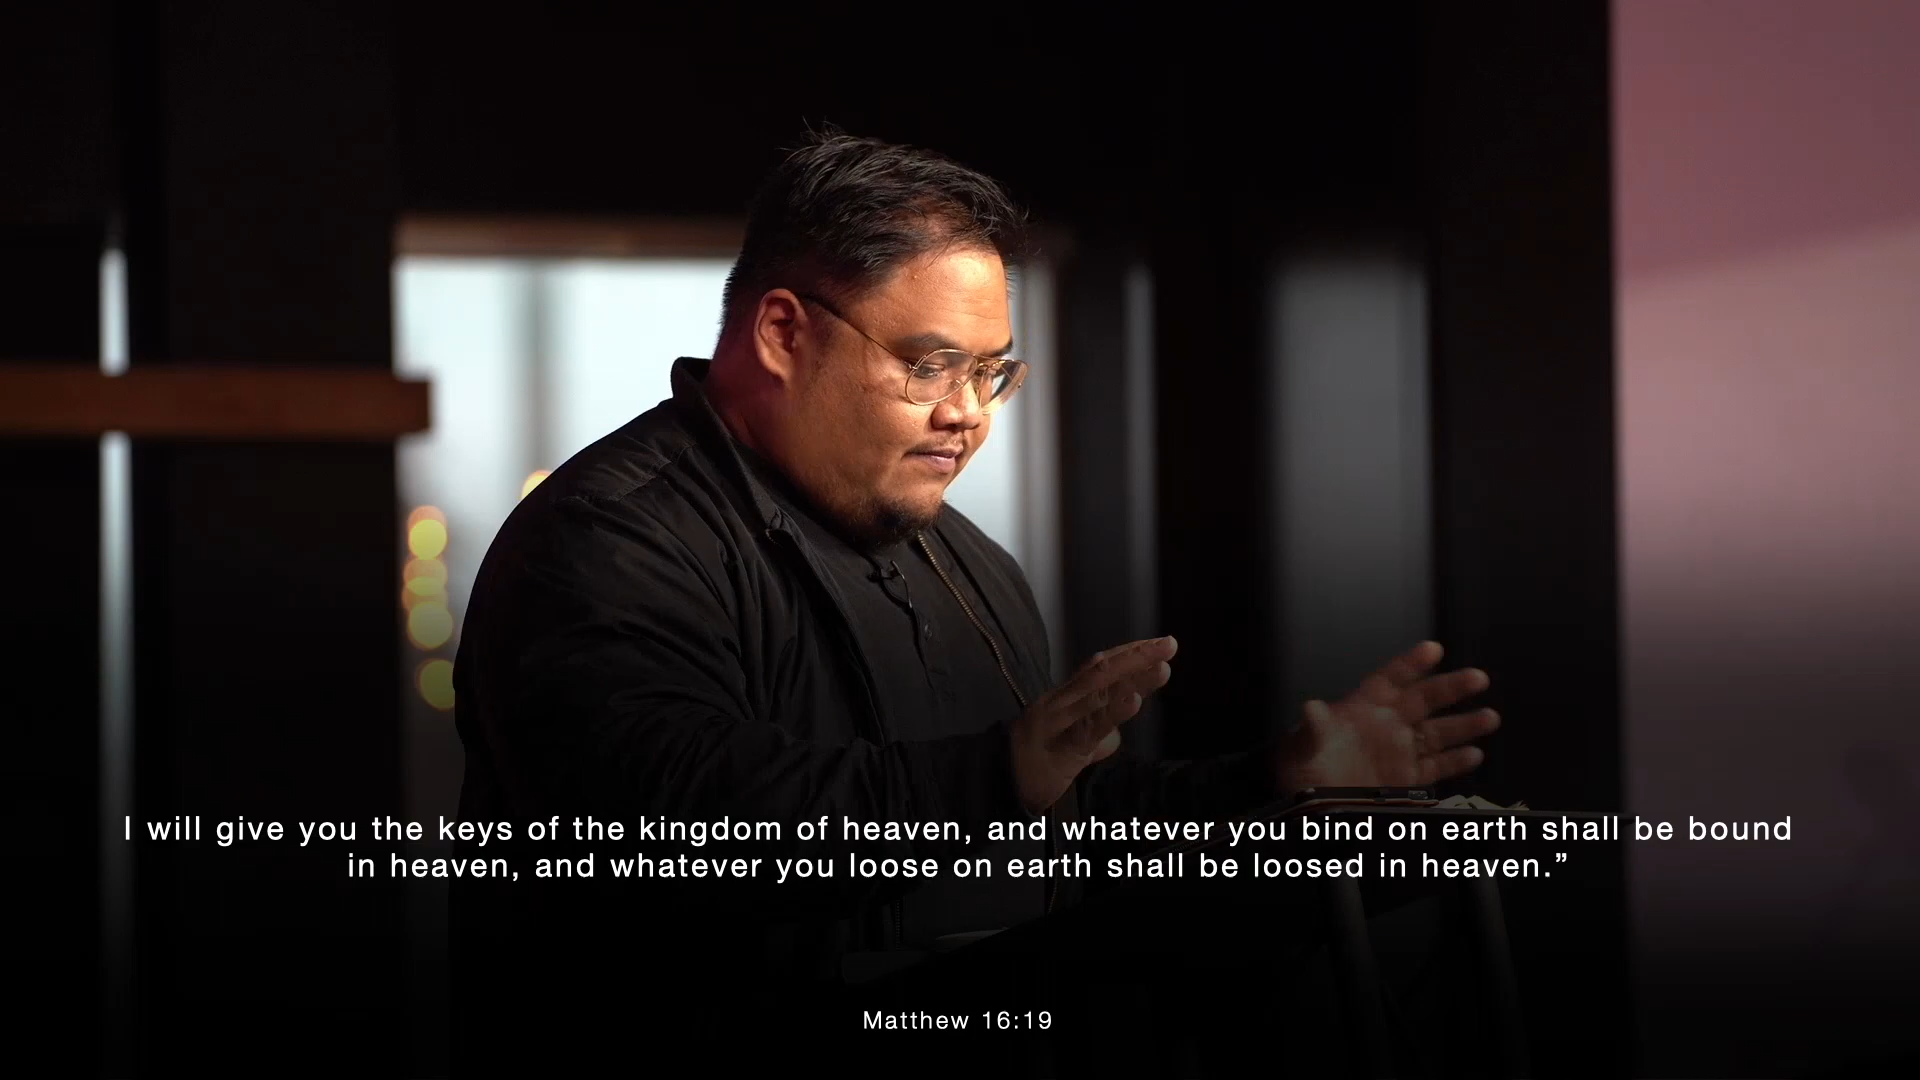 I will give you the keys of the kingdom of heaven, and whatever you bind on earth shall be bound
in heaven, and whatever you loose on earth shall be loosed in heaven.”
Matthew 16:19